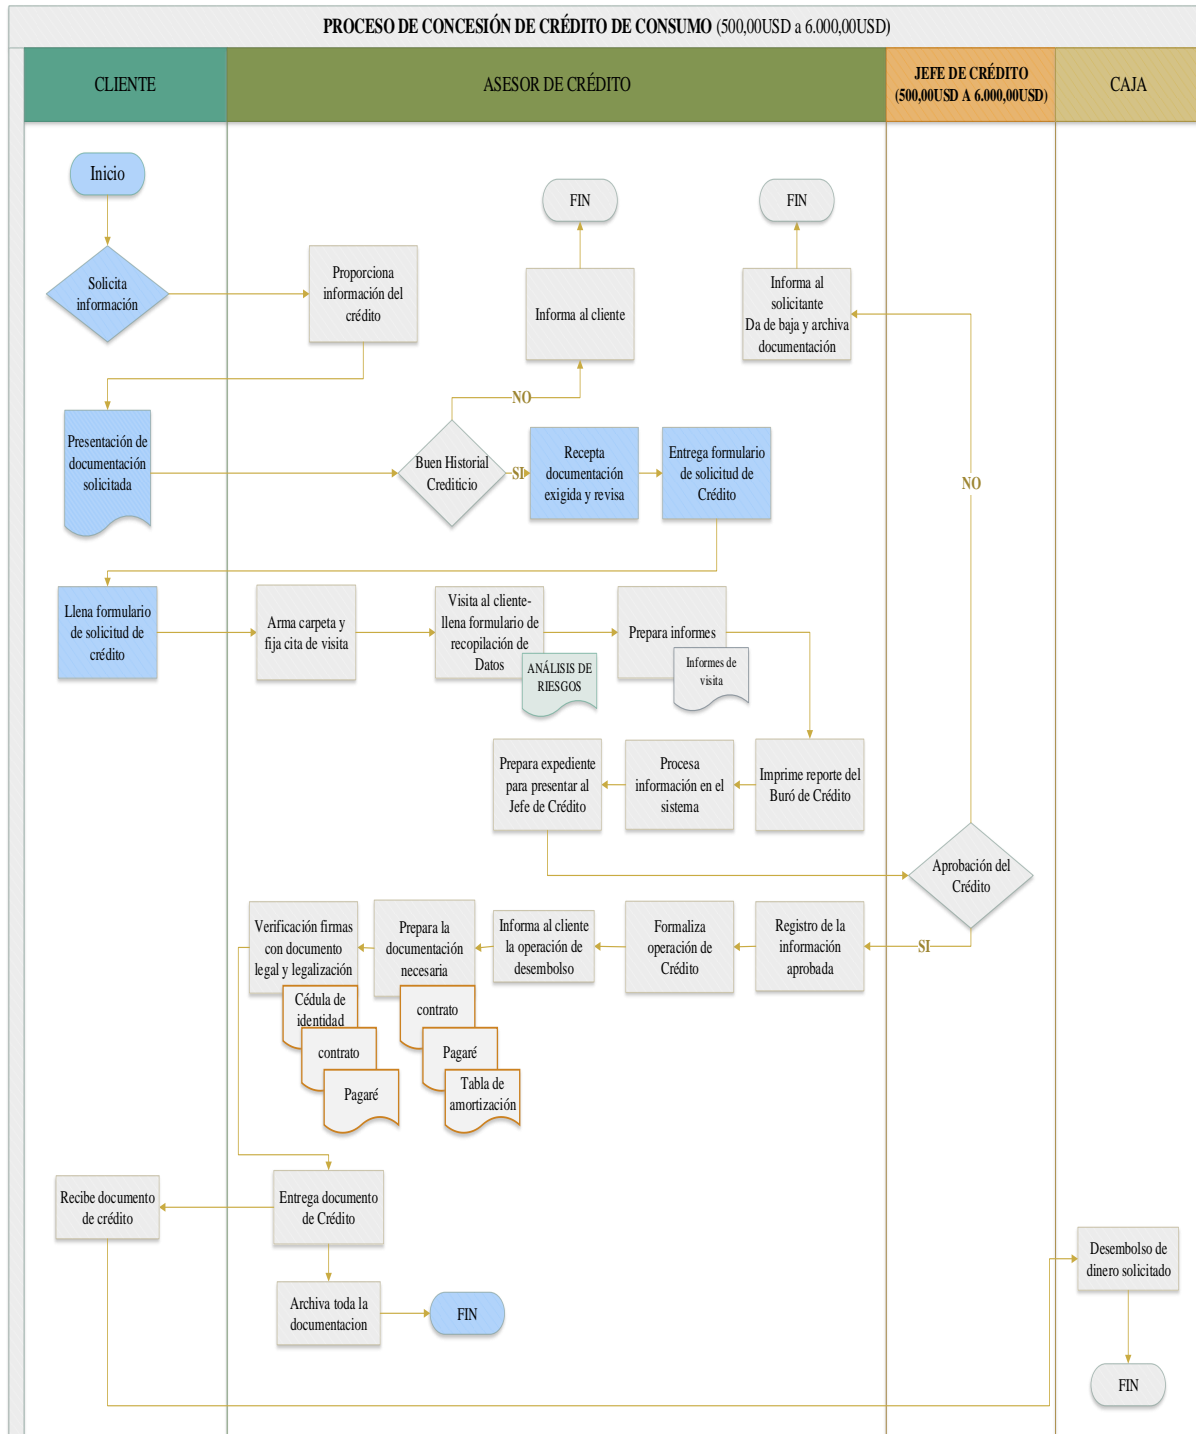 PROCESO DE CONCESIÓN DE CRÉDITO DE CONSUMO (500,00USD a 6.000,00USD)
CLIENTE
ASESOR DE CRÉDITO
JEFE DE CRÉDITO
(500,00USD A 6.000,00USD)
CAJA
Inicio
FIN
FIN
Solicita
información
Proporciona
información del
crédito
Informa al cliente
Informa al
solicitante
Da de baja y archiva
documentación
NO
Presentación de
documentación
solicitada
Buen Historial
Crediticio
SI
Recepta
documentación
exigida y revisa
Entrega formulario
de solicitud de
Crédito
NO
Llena formulario
de solicitud de
crédito
Arma carpeta y
fija cita de visita
Visita al cliente-
llena formulario de
recopilación de
Datos
ANÁLISIS DE
RIESGOS
Prepara informes
Informes de
visita
Prepara expediente
para presentar al
Jefe de Crédito
Procesa
información en el
sistema
Imprime reporte del
Buró de Crédito
Aprobación del
Crédito
Verificación firmas
con documento
legal y legalización
Prepara la
documentación
necesaria
Informa al cliente
la operación de
desembolso
Formaliza
operación de
Crédito
Registro de la
información
aprobada
SI
Cédula de
identidad
contrato
Pagaré
contrato
Pagaré
Tabla de
amortización
Recibe documento
de crédito
Entrega documento
de Crédito
Desembolso de
dinero solicitado
Archiva toda la
documentacion
FIN
FIN